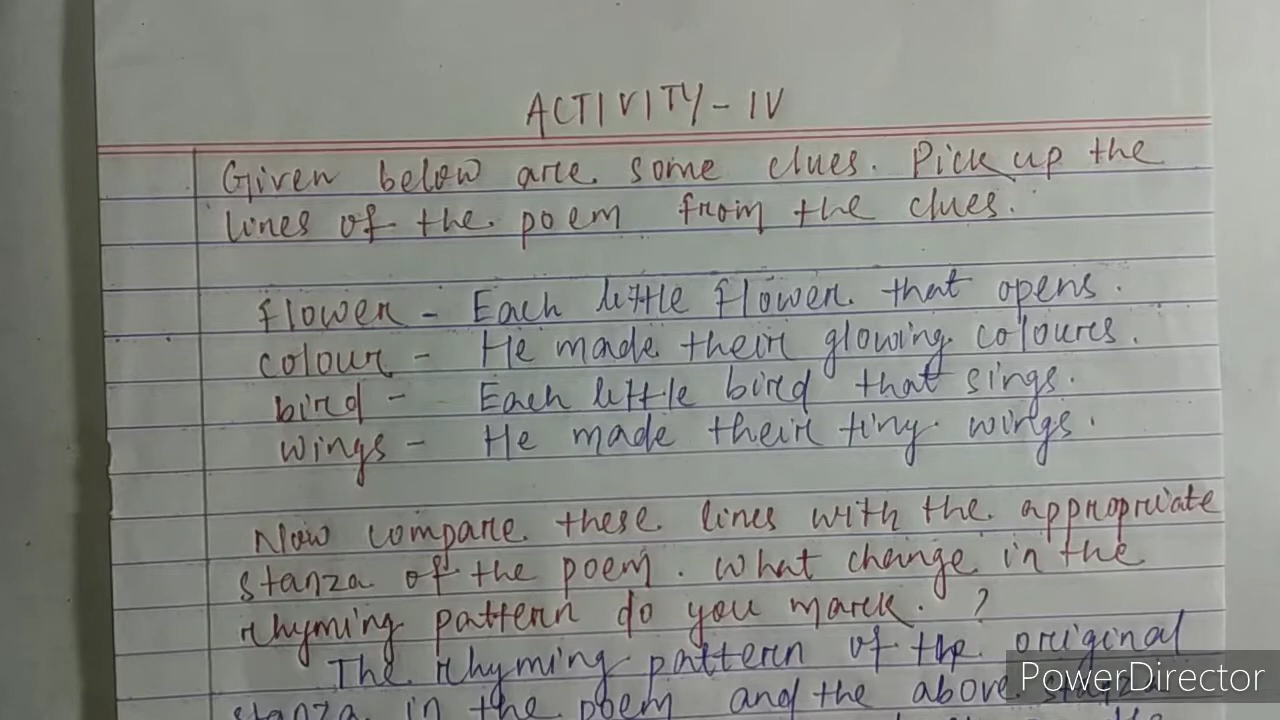 ACTIVITY - IV
Given below are some clues. Pick up the
lines of the poem from the clues.
flower - Each little flower that opens.
colour - He made their glowing colours.
bird - Each little bird that sings.
wings - He made their tiny wings.
Now compare these lines with the appropriate
stanza of the poem. What change in the
rhyming pattern do you mark. ?
The rhyming pattern of the original
stanza in the poem and the above stanza
PowerDirector